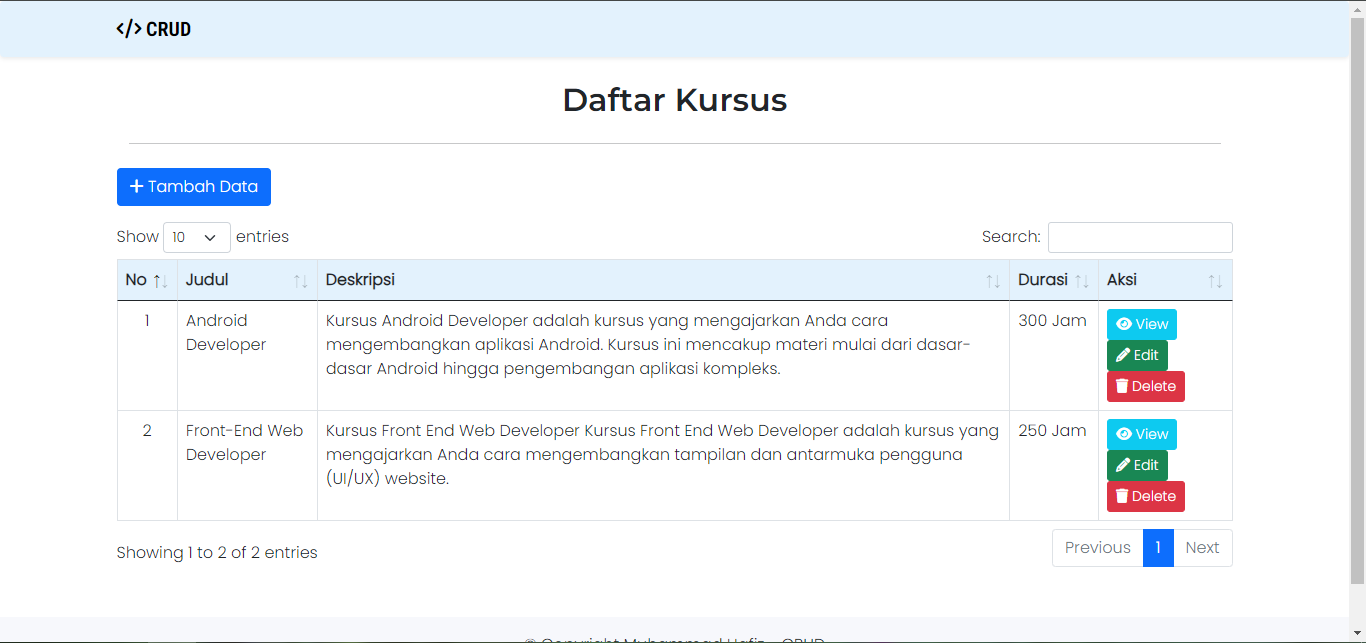 </> CRUD
Daftar Kursus
+ Tambah Data
Show 10 entries
Search:
No Judul Deskripsi Durasi Aksi
1 Android Developer Kursus Android Developer adalah kursus yang mengajarkan Anda cara 300 Jam View
mengembangkan aplikasi Android. Kursus ini mencakup materi mulai dari dasar- Edit
dasar Android hingga pengembangan aplikasi kompleks. Delete
2 Front-End Web Developer Kursus Front End Web Developer Kursus Front End Web Developer adalah kursus yang 250 Jam View
mengajarkan Anda cara mengembangkan tampilan dan antarmuka pengguna Edit
(UI/UX) website. Delete
Showing 1 to 2 of 2 entries
Previous 1 Next
© Copyright Muhammad Hafiz - CRUD